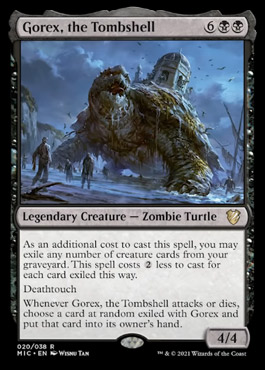 Gorex, the Tombshell 6
Legendary Creature — Zombie Turtle
As an additional cost to cast this spell, you may
exile any number of creature cards from your
graveyard. This spell costs 2 less to cast for
each card exiled this way.
Deathtouch
Whenever Gorex, the Tombshell attacks or dies,
choose a card at random exiled with Gorex and
put that card into its owner's hand.
4/4
020/038 R
MIC • EN WISNU TAN ™ & © 2021 Wizards of the Coast